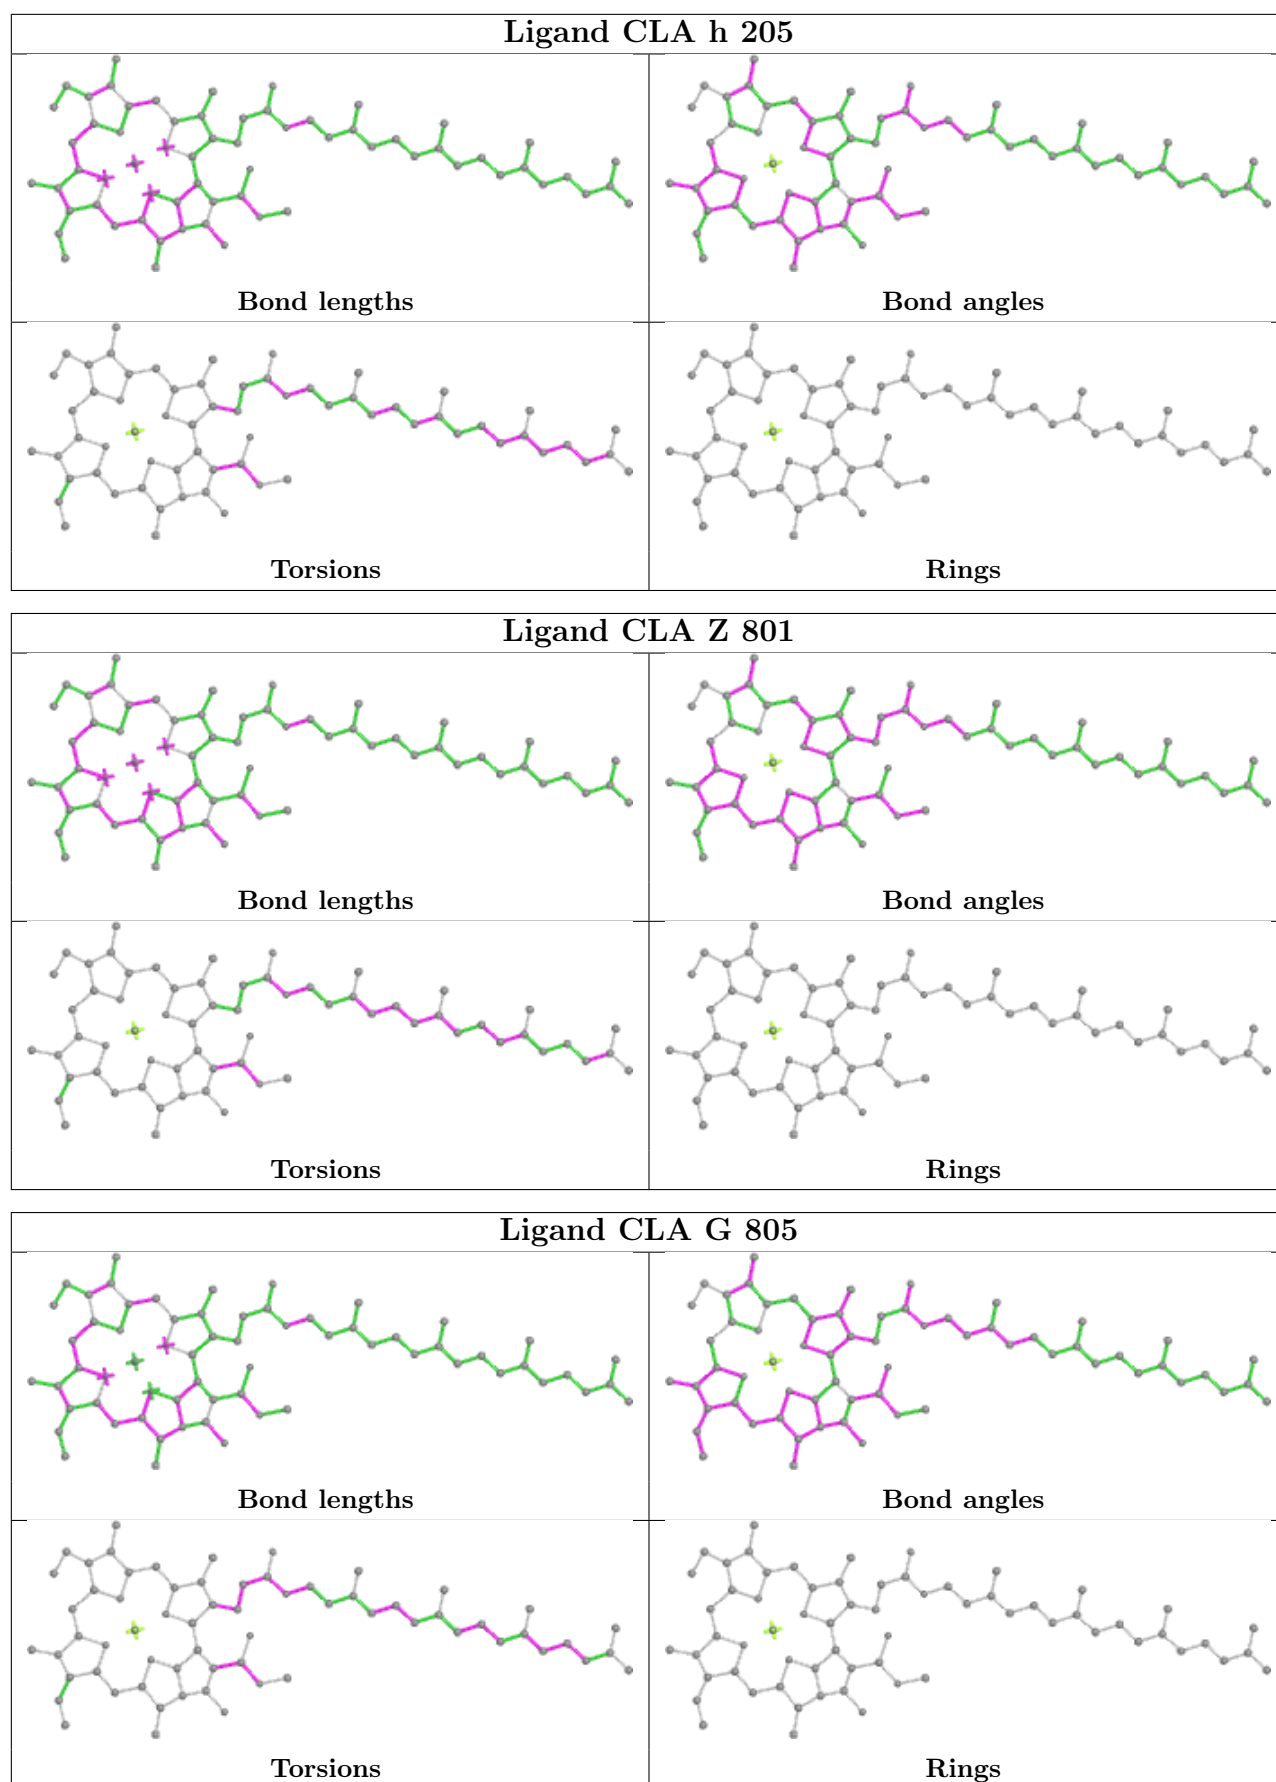 Ligand CLA h 205
Bond lengths
Bond angles
Torsions
Rings
Ligand CLA Z 801
Bond lengths
Bond angles
Torsions
Rings
Ligand CLA G 805
Bond lengths
Bond angles
Torsions
Rings